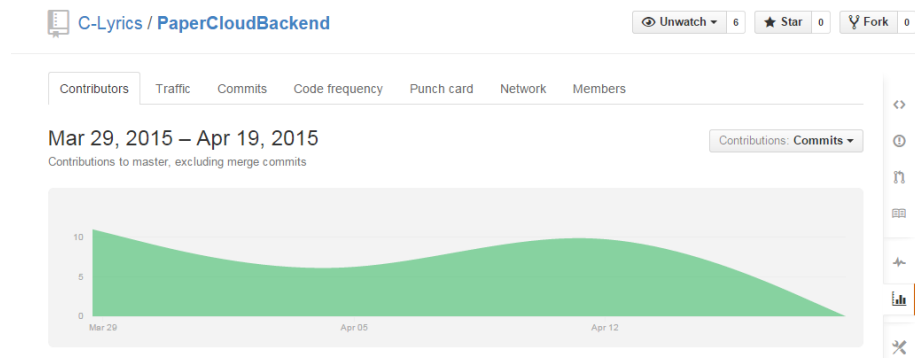 C-Lyrics / PaperCloudBackend
Unwatch 6 Star 0 Fork 0
Contributors Traffic Commits Code frequency Punch card Network Members
Mar 29, 2015 – Apr 19, 2015
Contributions: Commits
Contributions to master, excluding merge commits
10
5
0
Mar 29 Apr 05 Apr 12